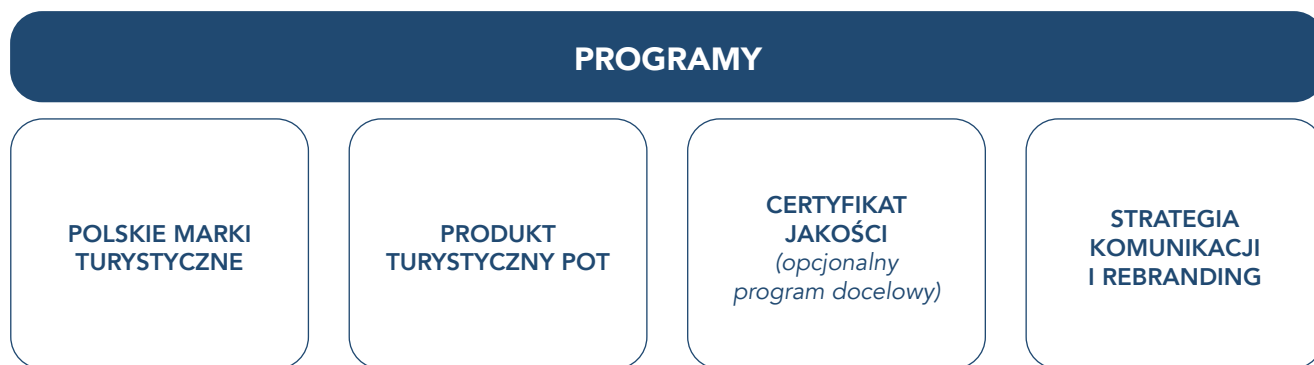 PROGRAMY
POLSKIE MARKI
TURYSTYCZNE
PRODUKT
TURYSTYCZNY POT
CERTYFIKAT
JAKOŚCI
(opcjonalny
program docelowy)
STRATEGIA
KOMUNIKACJI
I REBRANDING